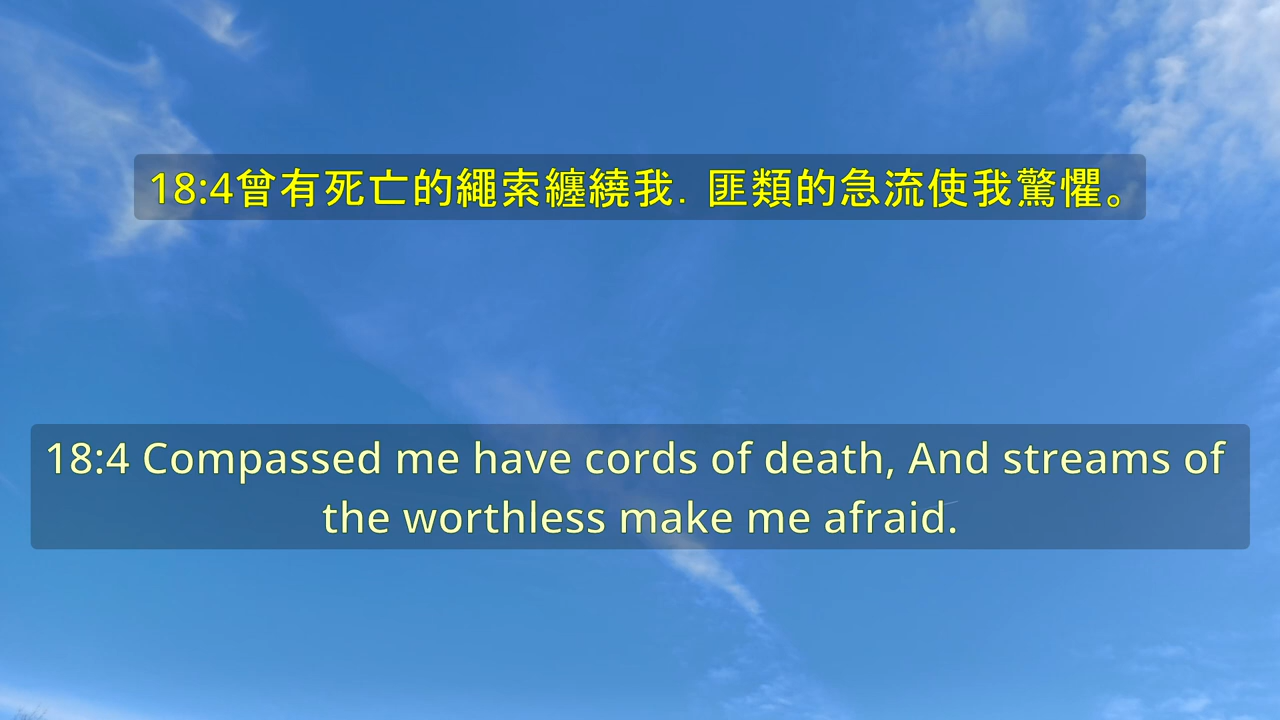 18:4曾有死亡的繩索纏繞我. 匪類的急流使我驚懼。
18:4 Compassed me have cords of death, And streams of
the worthless make me afraid.